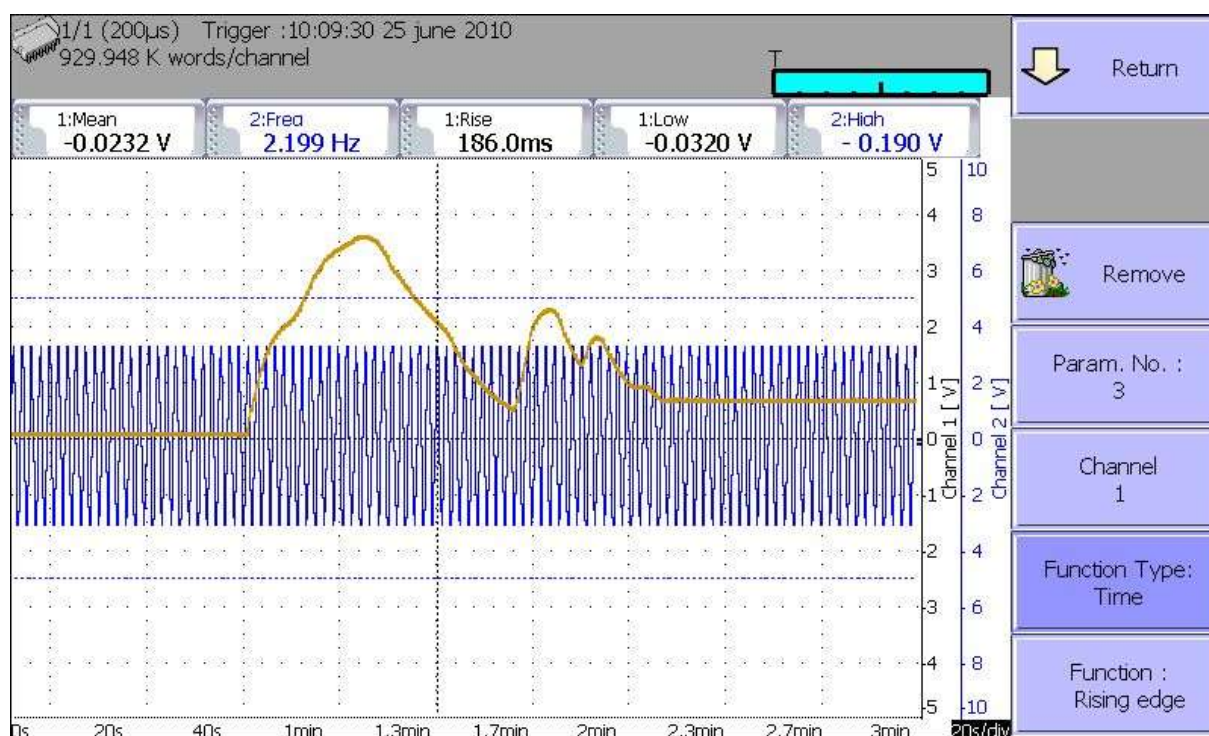 1/1 (200µs) Trigger :10:09:30 25 june 2010
929.948 K words/channel
T
Return
1:Mean
-0.0232 V
2:Freq
2.199 Hz
1:Rise
186.0ms
1:Low
-0.0320 V
2:High
- 0.190 V
Remove
Param. No. :
3
Channel
1
Function Type:
Time
Function :
Rising edge
5
4
3
2
1
0
-1
-2
-3
-4
-5
Channel 1 [ V]
10
8
6
4
2
0
- 2
- 4
- 6
- 8
-10
Channel 2 [ V]
0s 20s 40s 1min 1.3min 1.7min 2min 2.3min 2.7min 3min 20s/div